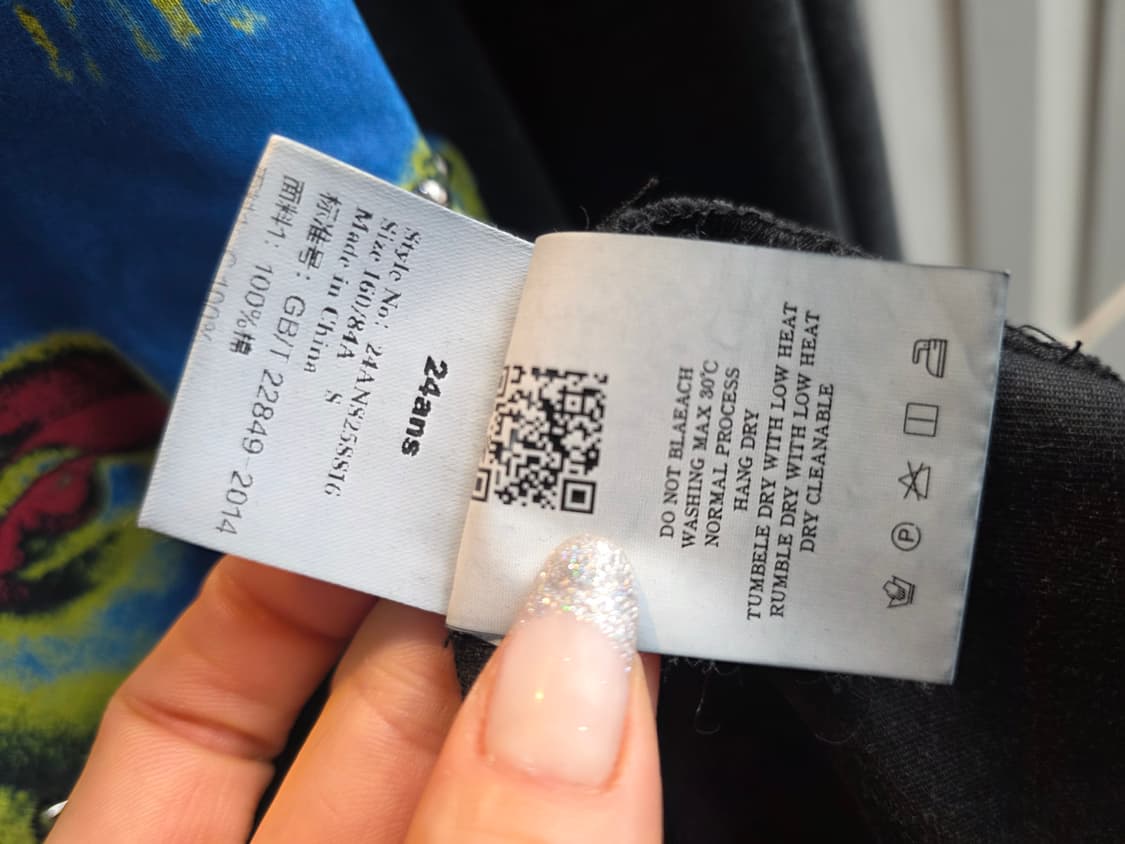 24ans
Style No: 24ANS25SS16
Size 160/84A S
Made in China
标准号: GB/T 22849-2014
面料1: 100%棉
100%
DO NOT BLAEACH
WASHING MAX 30℃
NORMAL PROCESS
HANG DRY
TUMBELE DRY WITH LOW HEAT
RUMBLE DRY WITH LOW HEAT
DRY CLEANABLE
P